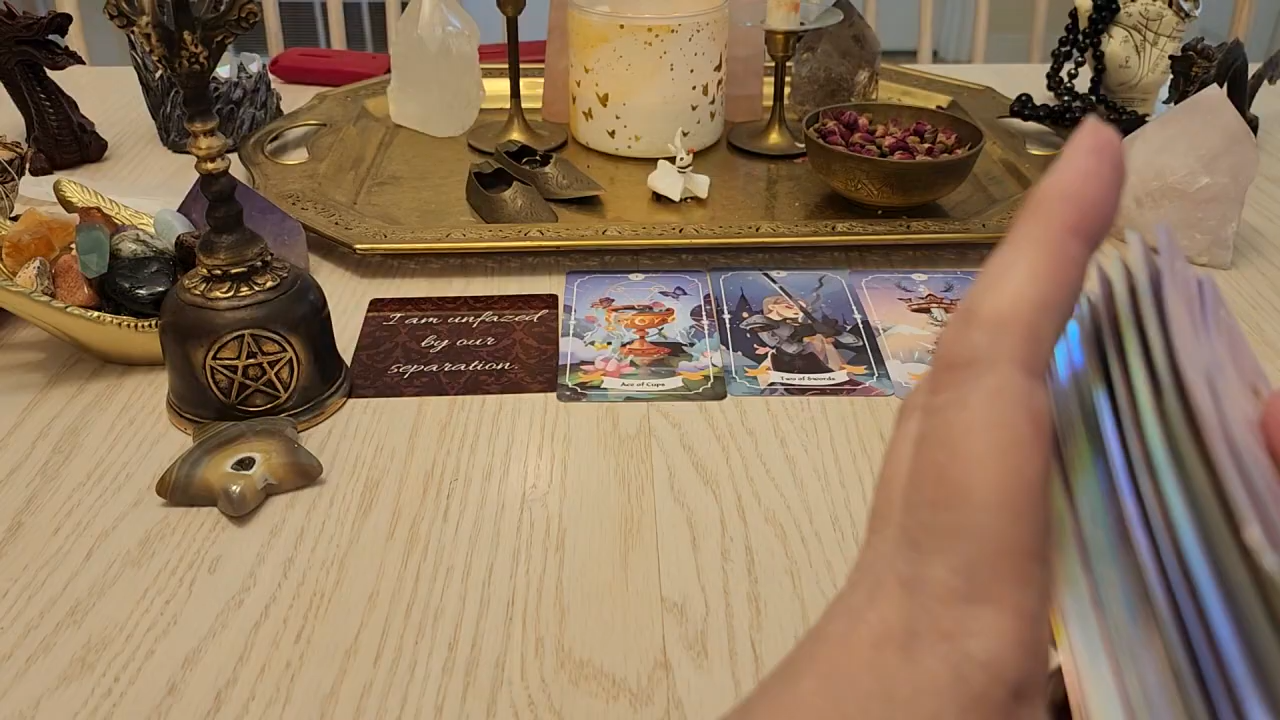 I am unfazed
by our
separation.
Ace of Cups
Two of Swords